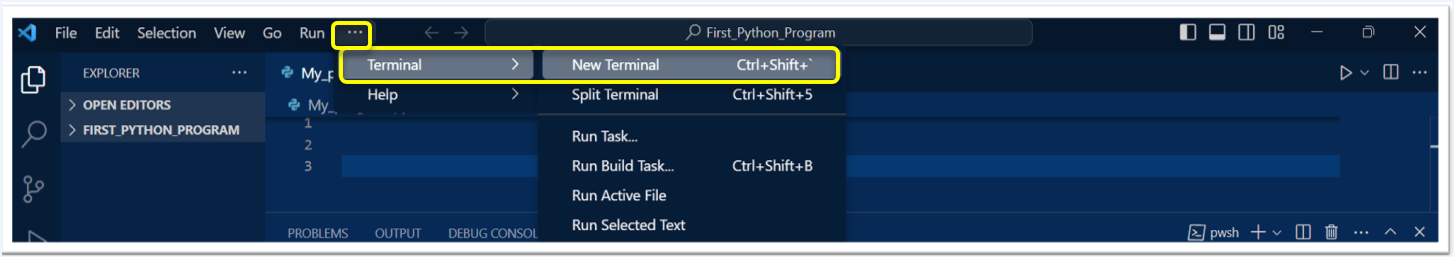 File Edit Selection View Go Run ··· First_Python_Program
EXPLORER ···
OPEN EDITORS
FIRST_PYTHON_PROGRAM
My_p
My_
1
2
3
Terminal
Help
New Terminal Ctrl+Shift+`
Split Terminal Ctrl+Shift+5
Run Task...
Run Build Task... Ctrl+Shift+B
Run Active File
Run Selected Text
PROBLEMS OUTPUT DEBUG CONSOL
pwsh